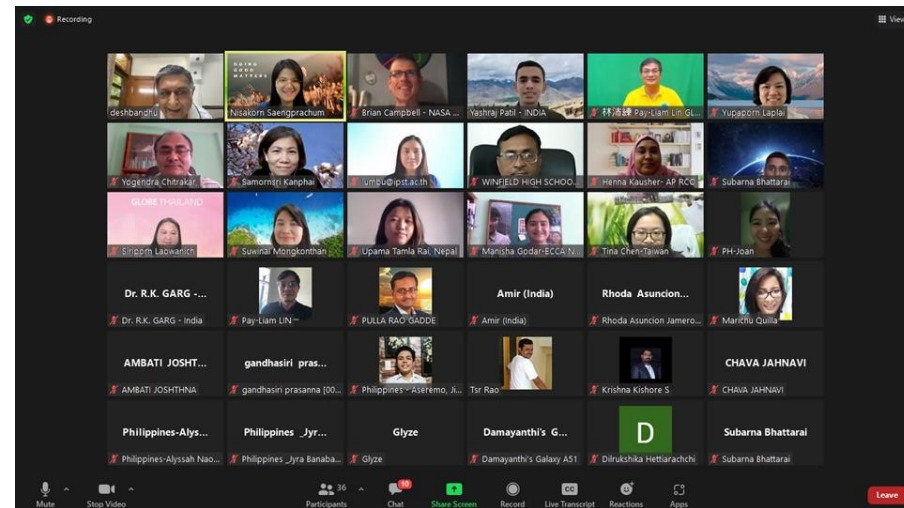 Recording
View
deshbandhu
DOING
GOOD
MATTERS
Nisakorn Saengprachum
Brian Campbell - NASA ...
Yashraj Patil - INDIA
林沛練 Pay-Liam Lin GL...
Yupaporn Laplai
Yogendra Chitrakar
Samornsri Kanphai
lumbu@ipst.ac.th
WINFIELD HIGH SCHOO...
Henna Kausher- AP RCO
Subarna Bhattarai
GLOBE THAILAND
Siriporn Laowanich
Suwinai Mongkonthan
Upama Tamla Rai, Nepal
Manisha Godar-ECCA N...
Tina Chen-Taiwan
PH-Joan
Dr. R.K. GARG -...
Dr. R.K. GARG - India
Pay-Liam LIN
PULLA RAO GADDE
Amir (India)
Amir (India)
Rhoda Asuncion...
Rhoda Asuncion Jamero...
Marichu Quilla
AMBATI JOSHT...
AMBATI JOSHTHNA
gandhasiri pras...
gandhasiri prasanna [00...
Philippines - Aseremo, Ji...
Tsr Rao
Krishna Kishore S
CHAVA JAHNAVI
CHAVA JAHNAVI
Philippines-Alys...
Philippines-Alyssah Nao...
Philippines _Jyr...
Philippines _Jyra Banaba...
Glyze
Glyze
Damayanthi's G...
Damayanthi's Galaxy A51
D
Dilrukshika Hettiarachchi
Subarna Bhattarai
Subarna Bhattarai
Mute
Stop Video
36
Participants
10
Chat
Share Screen
Record
CC
Live Transcript
Reactions
Apps
Leave